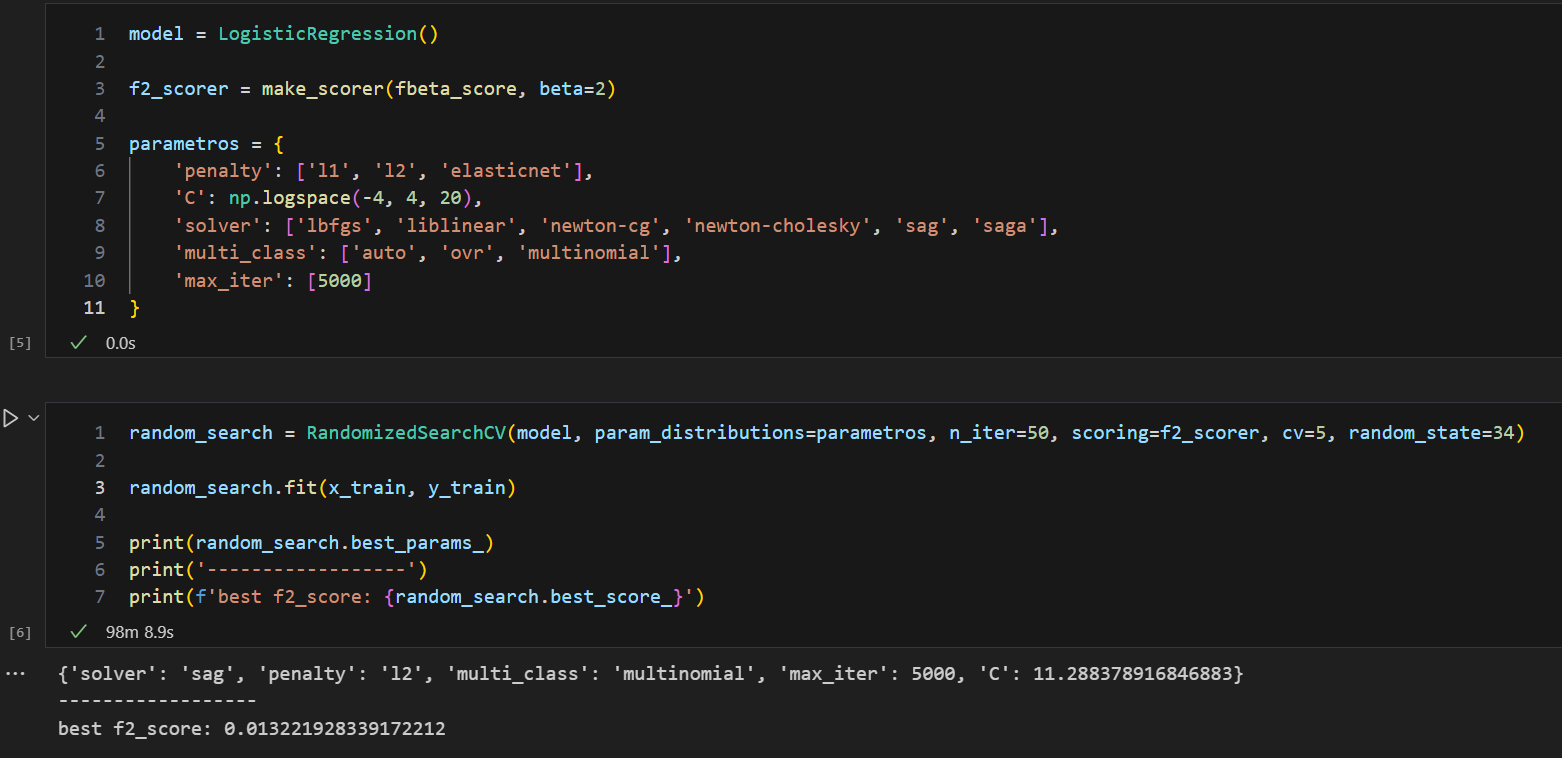 1 model = LogisticRegression()
2
3 f2_scorer = make_scorer(fbeta_score, beta=2)
4
5 parametros = {
6 'penalty': ['l1', 'l2', 'elasticnet'],
7 'C': np.logspace(-4, 4, 20),
8 'solver': ['lbfgs', 'liblinear', 'newton-cg', 'newton-cholesky', 'sag', 'saga'],
9 'multi_class': ['auto', 'ovr', 'multinomial'],
10 'max_iter': [5000]
11 }
[5] 0.0s
1 random_search = RandomizedSearchCV(model, param_distributions=parametros, n_iter=50, scoring=f2_scorer, cv=5, random_state=34)
2
3 random_search.fit(x_train, y_train)
4
5 print(random_search.best_params_)
6 print('------------------')
7 print(f'best f2_score: {random_search.best_score_}')
[6] 98m 8.9s
{'solver': 'sag', 'penalty': 'l2', 'multi_class': 'multinomial', 'max_iter': 5000, 'C': 11.288378916846883}
------------------
best f2_score: 0.013221928339172212